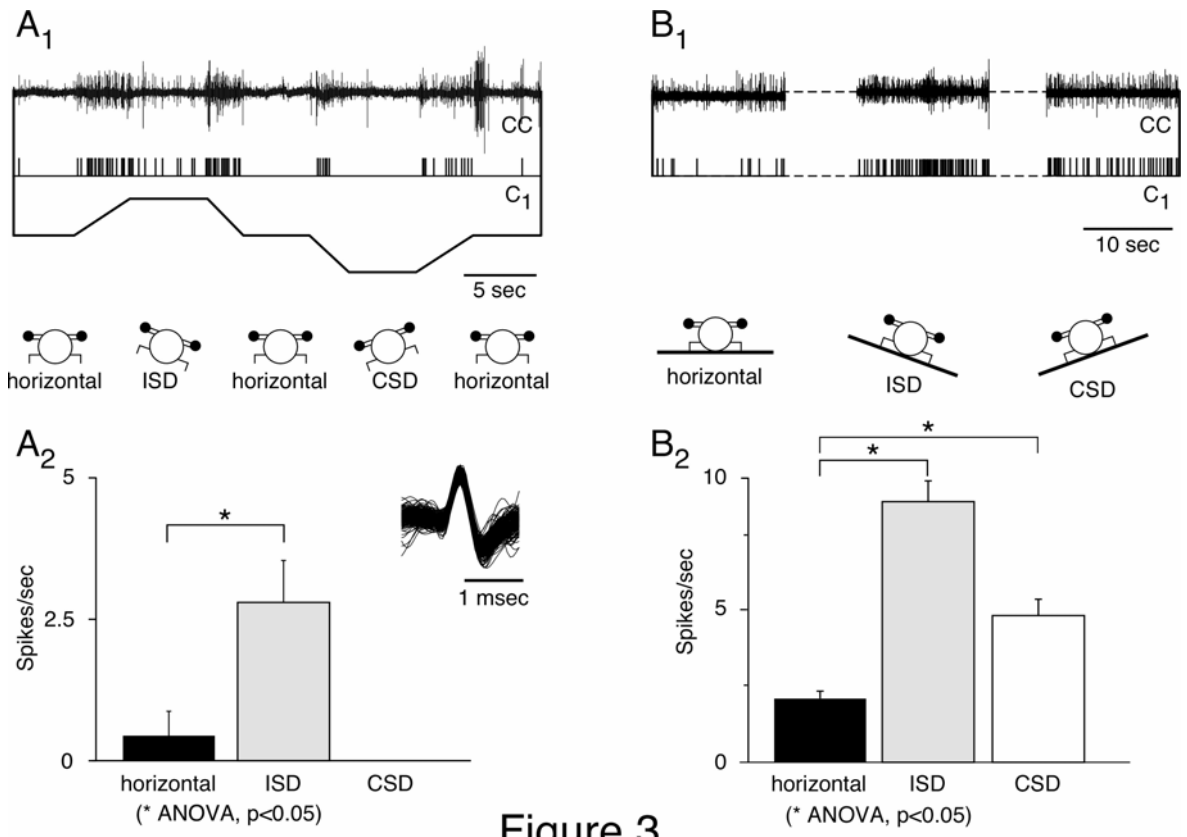 A1
CC
C1
5 sec
horizontal ISD horizontal CSD horizontal
B1
CC
C1
10 sec
horizontal ISD CSD
A2
5
2.5
0
Spikes/sec
*
1 msec
horizontal ISD CSD
(* ANOVA, p<0.05)
B2
10
5
0
Spikes/sec
*
*
horizontal ISD CSD
(* ANOVA, p<0.05)
Figure 3